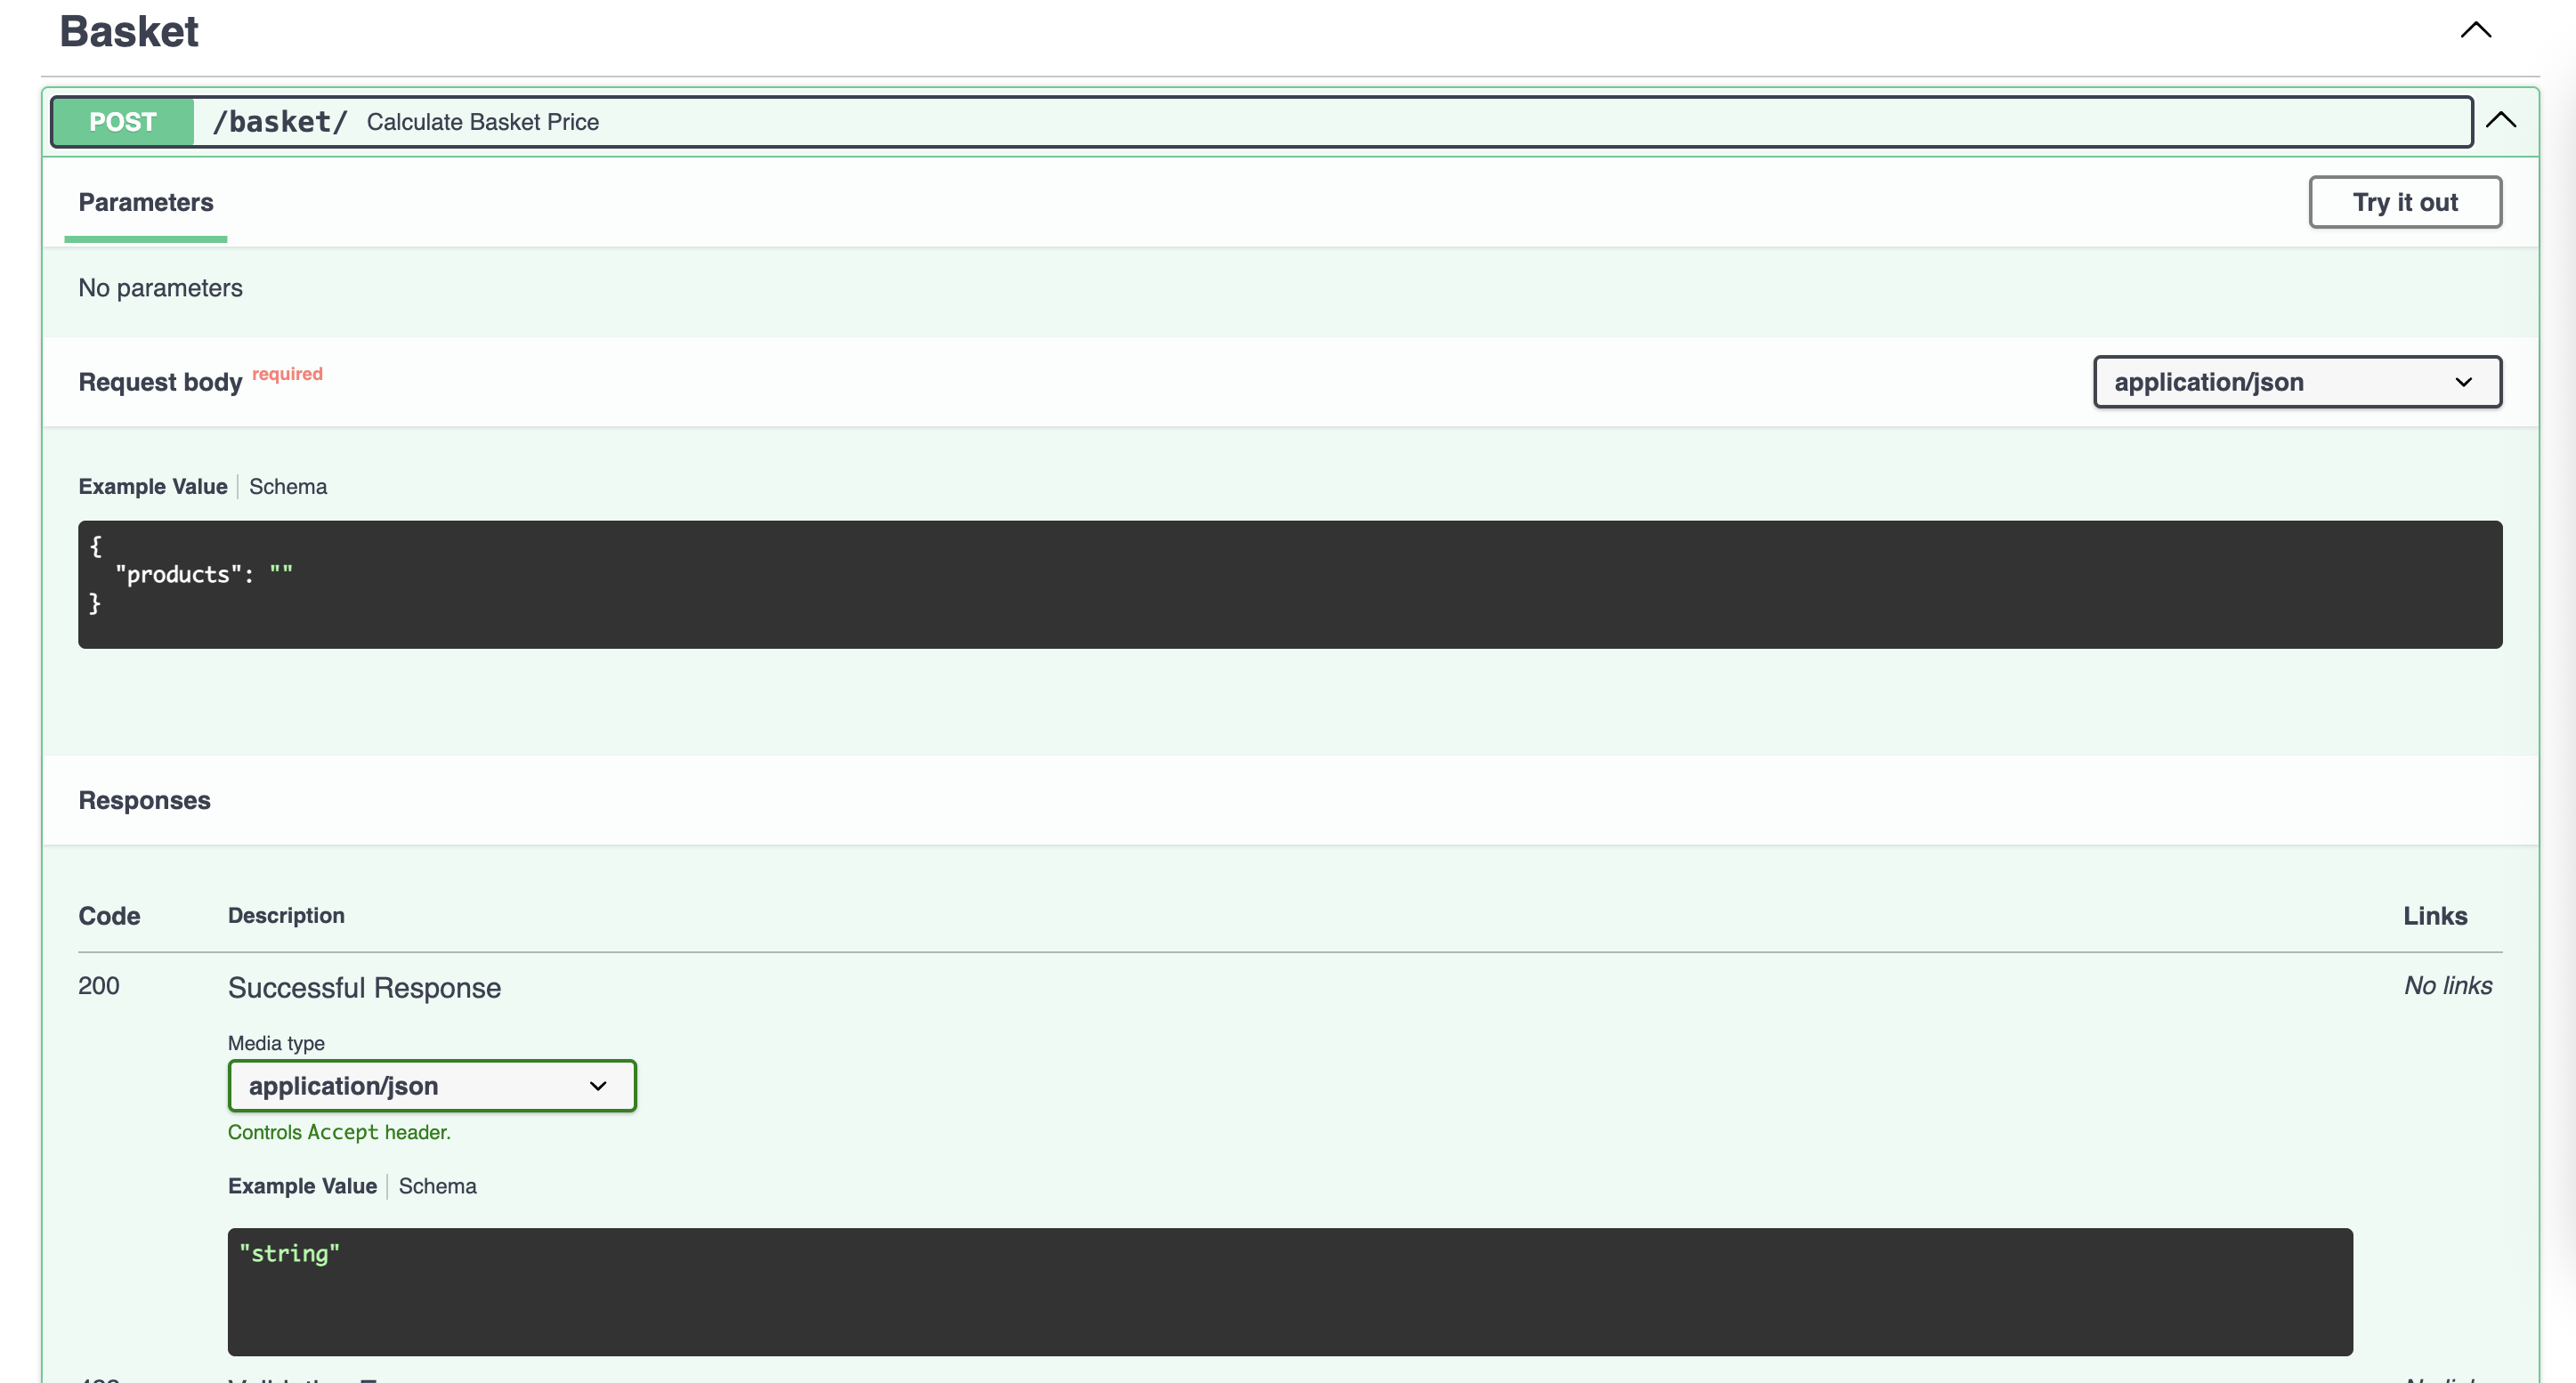 Basket
POST /basket/ Calculate Basket Price
Parameters
Try it out
No parameters
Request body required
application/json
Example Value | Schema
{
  "products": ""
}
Responses
Code Description Links
200 Successful Response No links
Media type
application/json
Controls Accept header.
Example Value | Schema
"string"